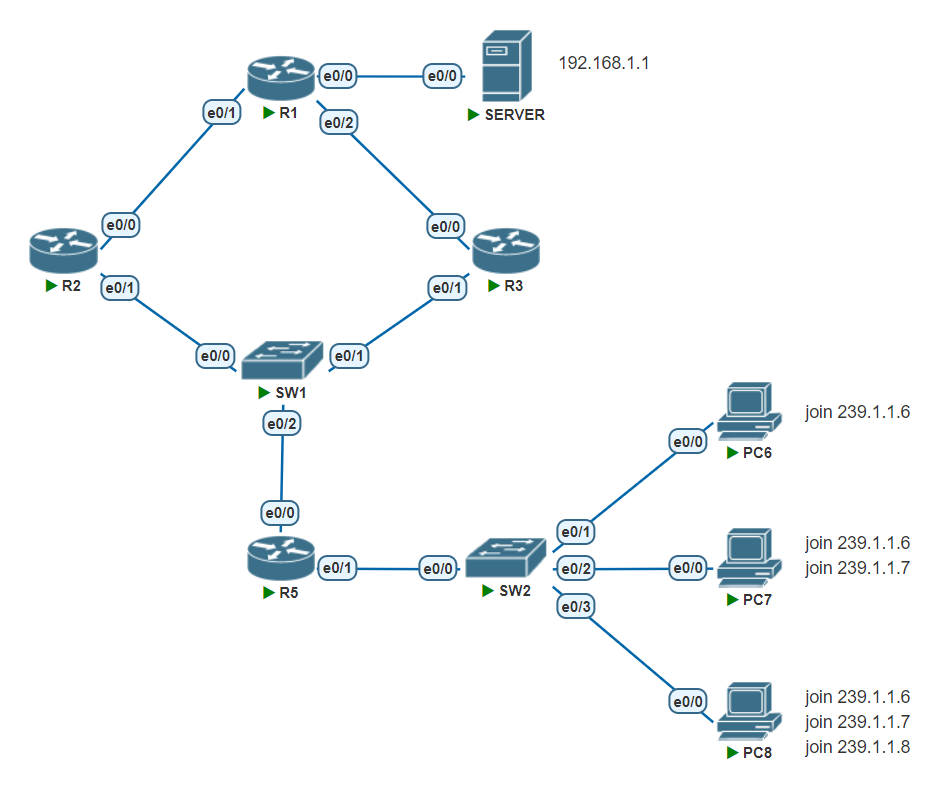 e0/0
e0/0
192.168.1.1
R1
SERVER
e0/1
e0/2
e0/0
e0/0
R2
R3
e0/1
e0/1
e0/0
e0/1
SW1
e0/2
join 239.1.1.6
e0/0
PC6
e0/0
e0/1
join 239.1.1.6
e0/1
e0/0
e0/2
e0/0
join 239.1.1.7
R5
SW2
PC7
e0/3
join 239.1.1.6
e0/0
join 239.1.1.7
PC8
join 239.1.1.8